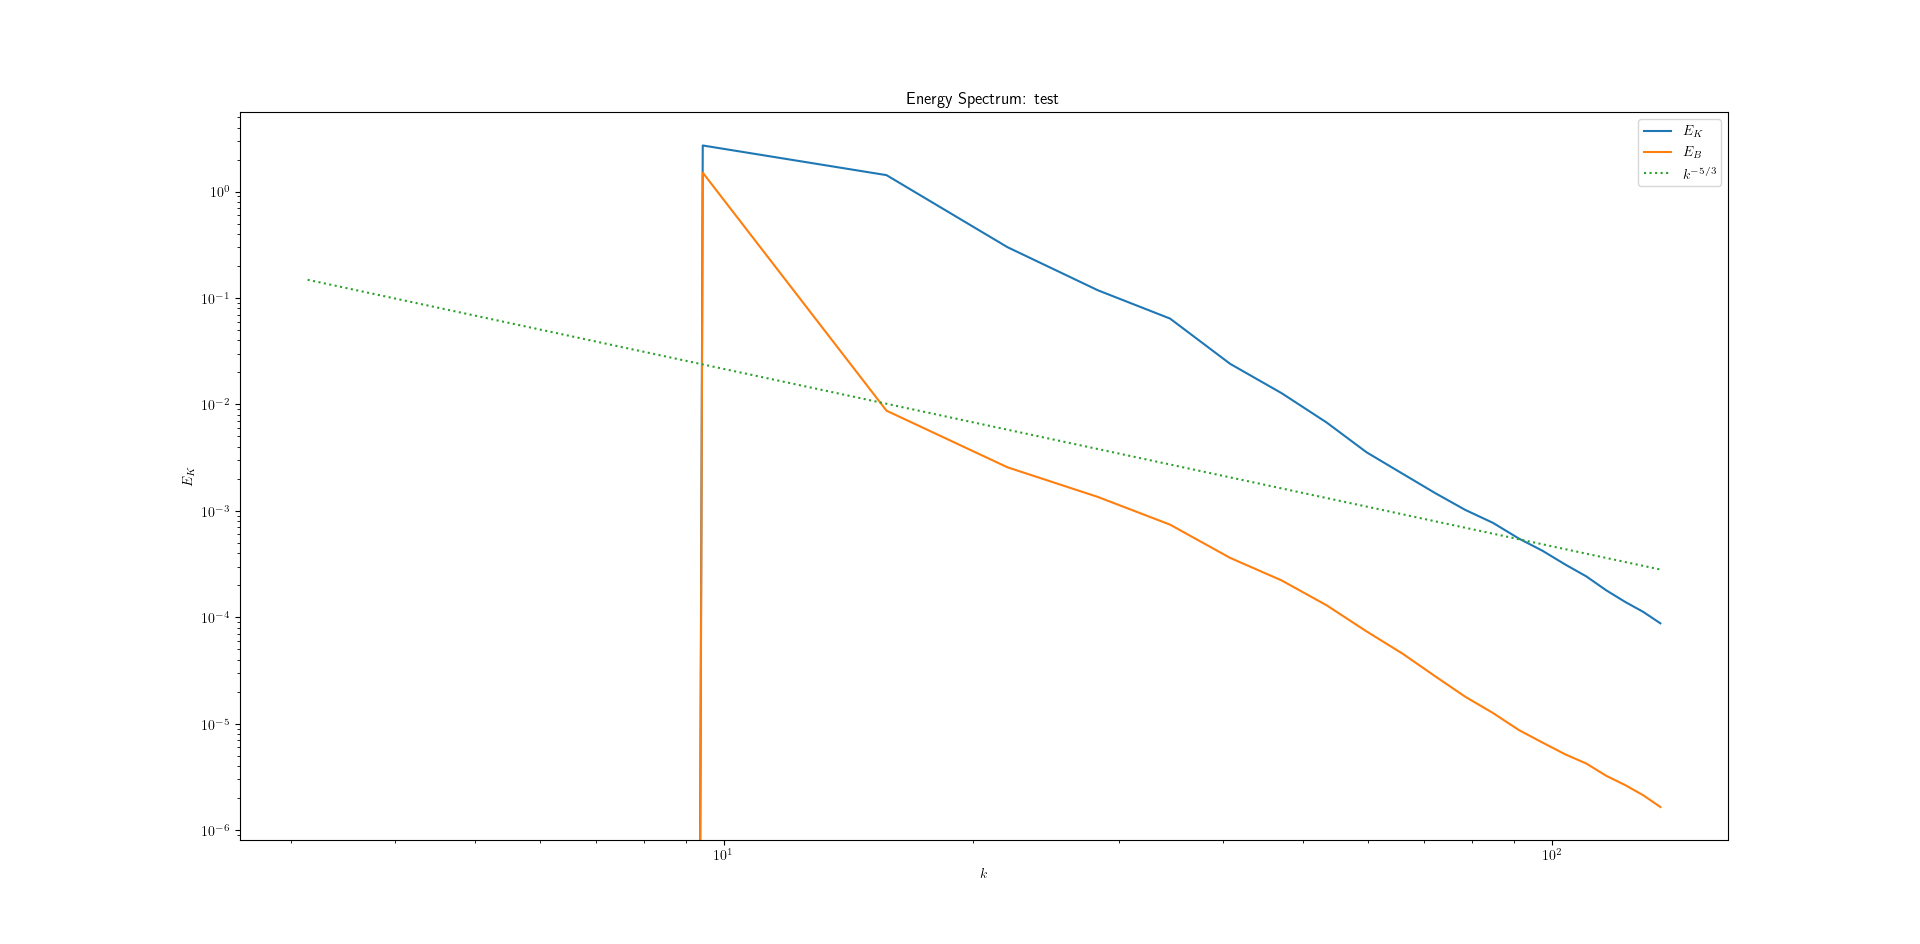 Energy Spectrum: test
E_K
E_B
k^{-5/3}
10^0
10^{-1}
10^{-2}
10^{-3}
10^{-4}
10^{-5}
10^{-6}
E_K
10^1
10^2
k